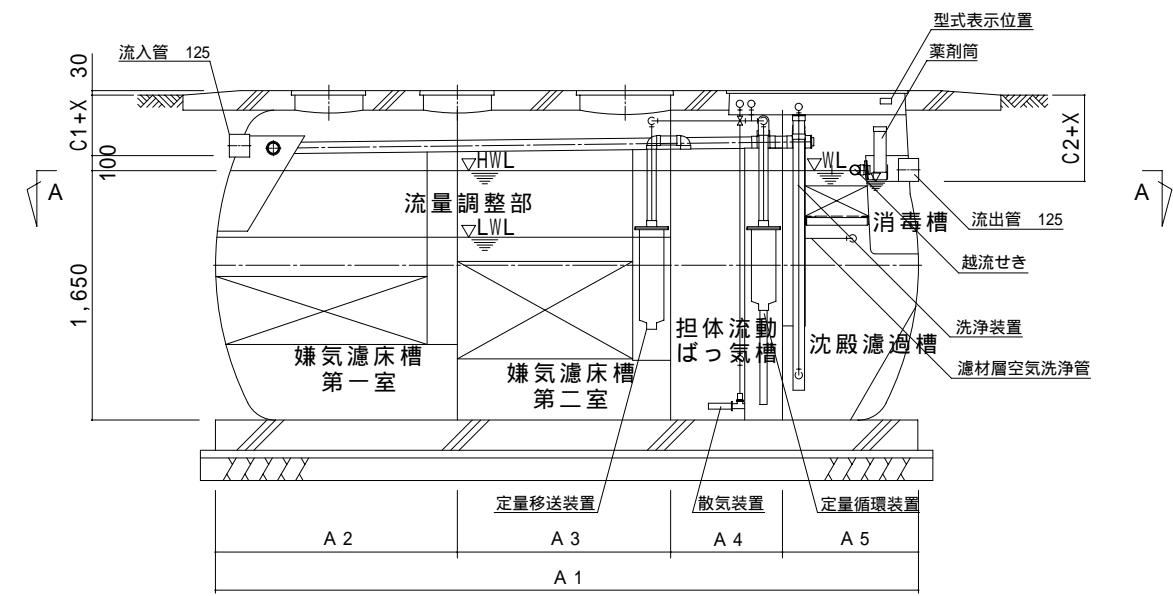 型式表示位置
流入管 125
薬剤筒
30
C1+X
100
C2+X
HWL
WL
A
A
流量調整部
消毒槽
流出管 125
LWL
越流せき
1,650
担体流動
ばっ気槽
沈殿濾過槽
洗浄装置
嫌気濾床槽
第一室
嫌気濾床槽
第二室
濾材層空気洗浄管
定量移送装置
散気装置
定量循環装置
A2
A3
A4
A5
A1